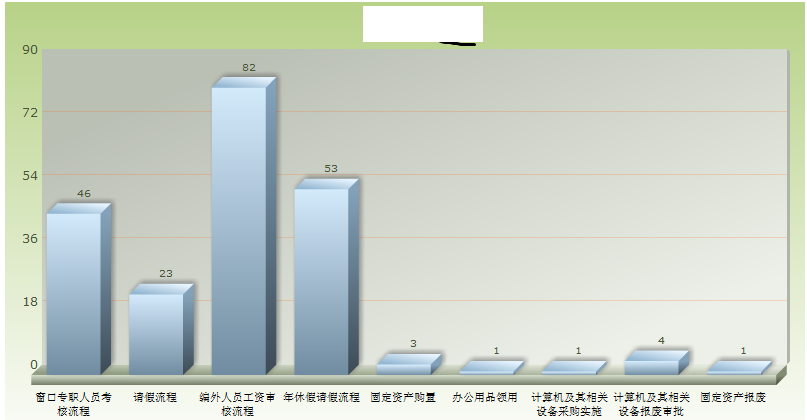 90
72
54
36
18
0
46
23
82
53
3
1
1
4
1
窗口专职人员考
核流程
请假流程
编外人员工资审
核流程
年休假请假流程
固定资产购置
办公用品领用
计算机及其相关
设备采购实施
计算机及其相关
设备报废审批
固定资产报废